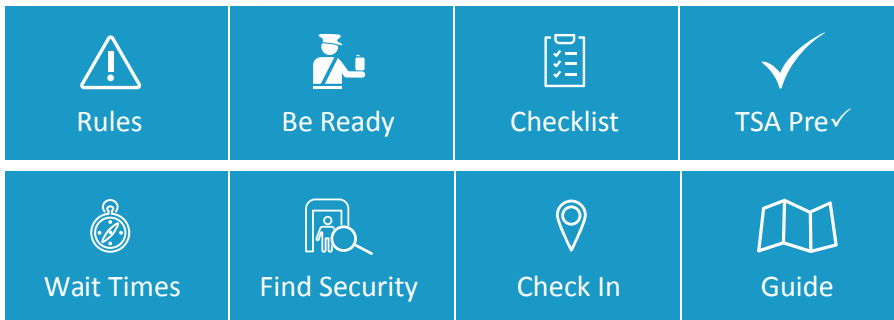 Rules Be Ready Checklist TSA Pre✓
Wait Times Find Security Check In Guide